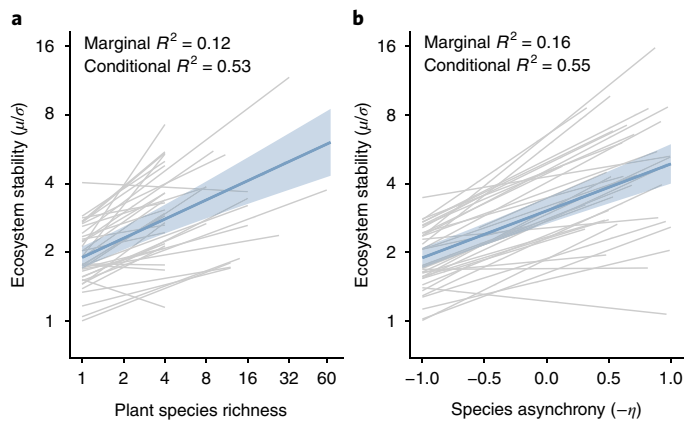 a
Marginal R² = 0.12
Conditional R² = 0.53
Ecosystem stability (μ/σ)
16
8
4
2
1
1 2 4 8 16 32 60
Plant species richness
b
Marginal R² = 0.16
Conditional R² = 0.55
Ecosystem stability (μ/σ)
16
8
4
2
1
−1.0 −0.5 0.0 0.5 1.0
Species asynchrony (−η)